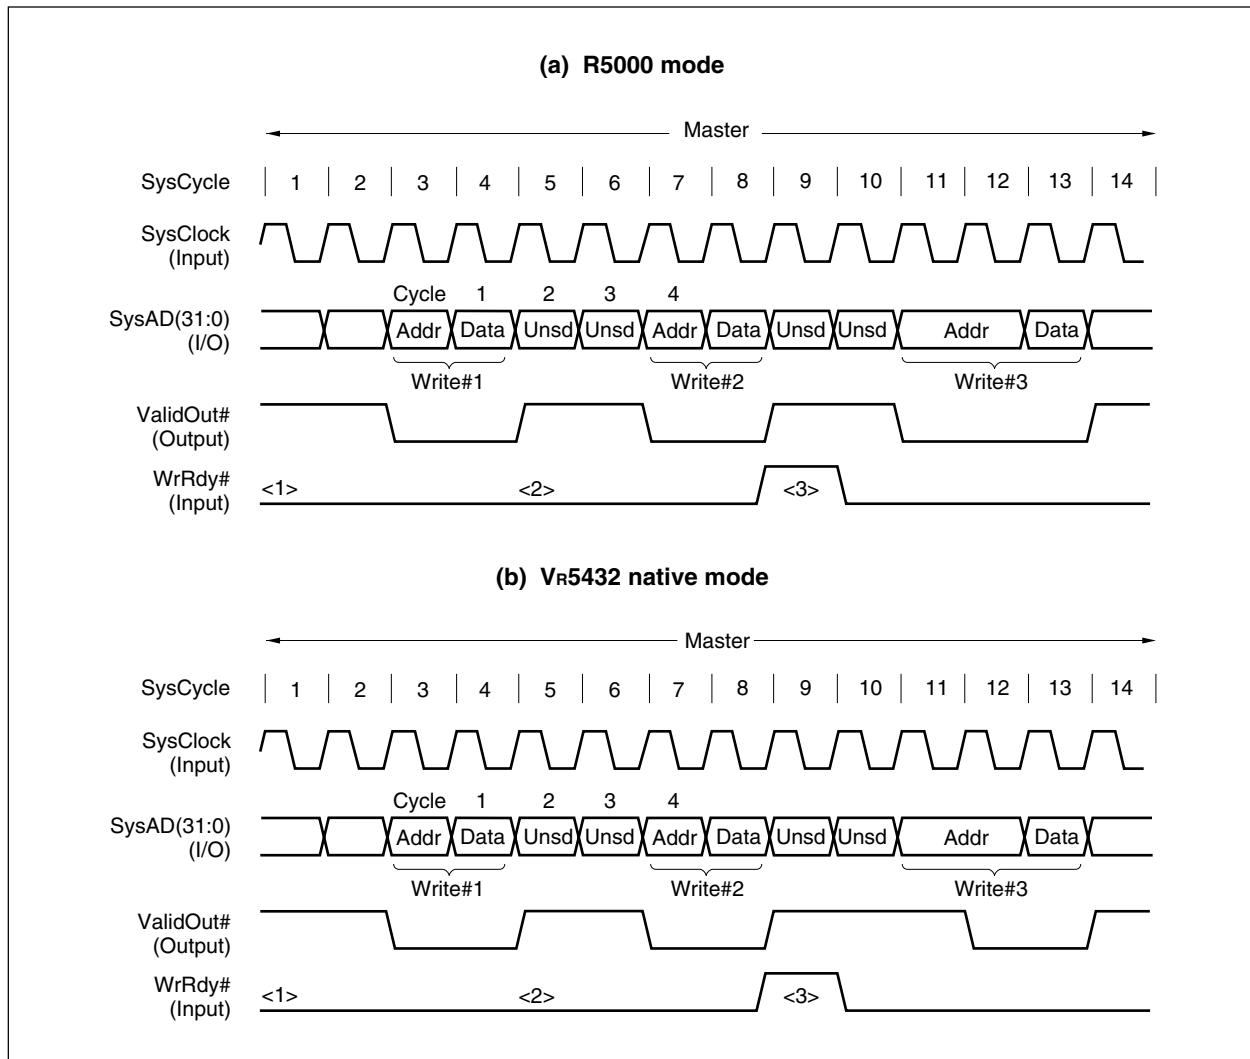 (a) R5000 mode
Master
SysCycle 1 2 3 4 5 6 7 8 9 10 11 12 13 14
SysClock
(Input)
Cycle 1 2 3 4
SysAD(31:0)
(I/O)
Addr Data Unsd Unsd Addr Data Unsd Unsd Addr Data
Write#1 Write#2 Write#3
ValidOut#
(Output)
WrRdy#
(Input)
<1> <2> <3>
(b) VR5432 native mode
Master
SysCycle 1 2 3 4 5 6 7 8 9 10 11 12 13 14
SysClock
(Input)
Cycle 1 2 3 4
SysAD(31:0)
(I/O)
Addr Data Unsd Unsd Addr Data Unsd Unsd Addr Data
Write#1 Write#2 Write#3
ValidOut#
(Output)
WrRdy#
(Input)
<1> <2> <3>